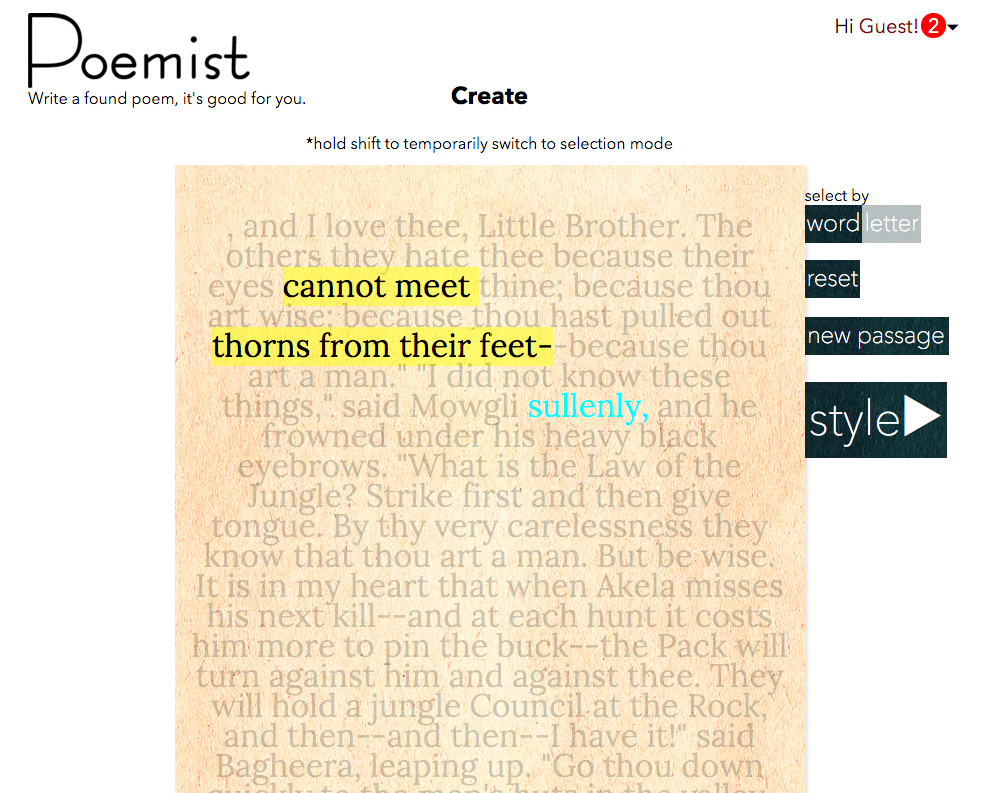 Hi Guest! 2
Poemist
Write a found poem, it's good for you.
Create
*hold shift to temporarily switch to selection mode
select by
word letter
reset
new passage
style
, and I love thee, Little Brother. The
others they hate thee because their
eyes cannot meet thine; because thou
art wise; because thou hast pulled out
thorns from their feet--because thou
art a man." "I did not know these
things," said Mowgli sullenly, and he
frowned under his heavy black
eyebrows. "What is the Law of the
Jungle? Strike first and then give
tongue. By thy very carelessness they
know that thou art a man. But be wise.
It is in my heart that when Akela misses
his next kill--and at each hunt it costs
him more to pin the buck--the Pack will
turn against him and against thee. They
will hold a jungle Council at the Rock,
and then--and then--I have it!" said
Bagheera, leaping up. "Go thou down
quickly to the men's huts in the valley,